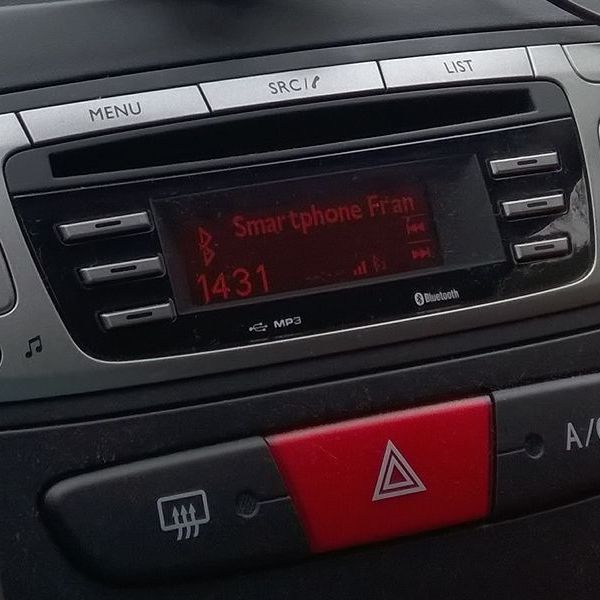 MENU
SRC/
LIST
Smartphone Fran
1431
MP3
Bluetooth
A/